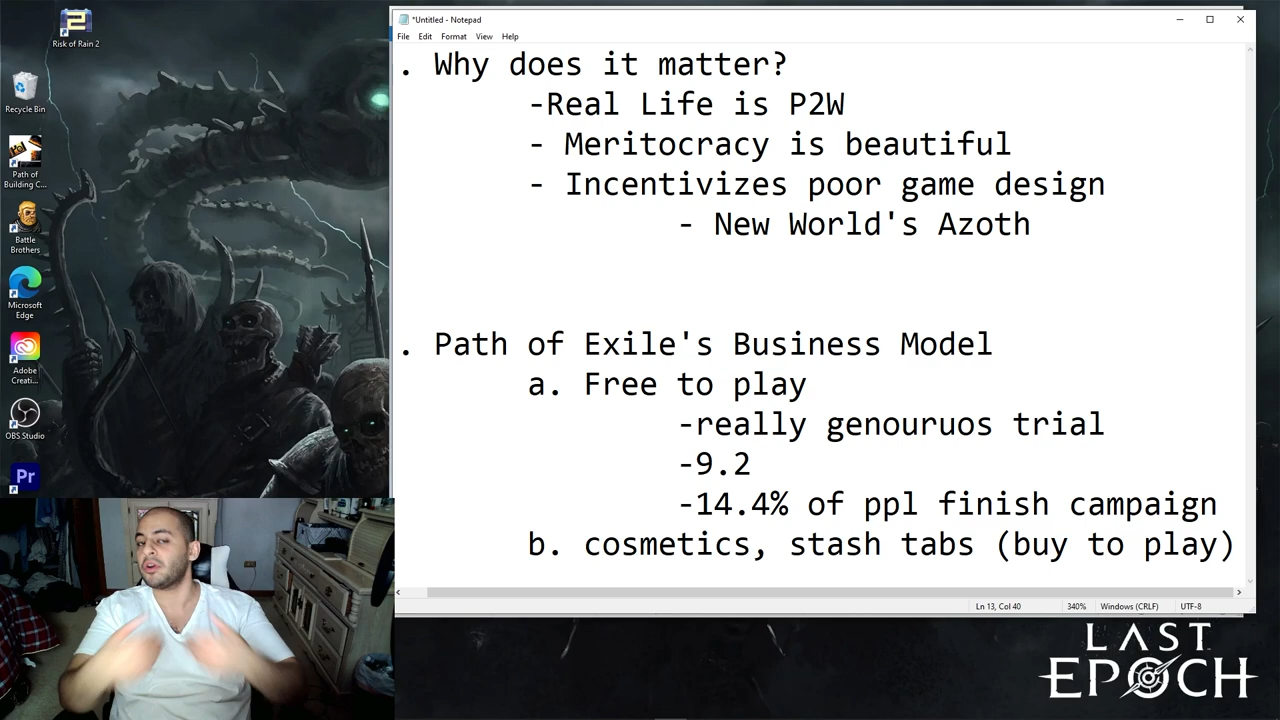 Risk of Rain 2
Recycle Bin
Path of
Building C...
Battle
Brothers
Microsoft
Edge
Adobe
Creati...
OBS Studio
Pr
*Untitled - Notepad
File Edit Format View Help
. Why does it matter?
-Real Life is P2W
- Meritocracy is beautiful
- Incentivizes poor game design
- New World's Azoth
. Path of Exile's Business Model
a. Free to play
-really genouruos trial
-9.2
-14.4% of ppl finish campaign
b. cosmetics, stash tabs (buy to play)
Ln 13, Col 40 340% Windows (CRLF) UTF-8
LAST
EPOCH